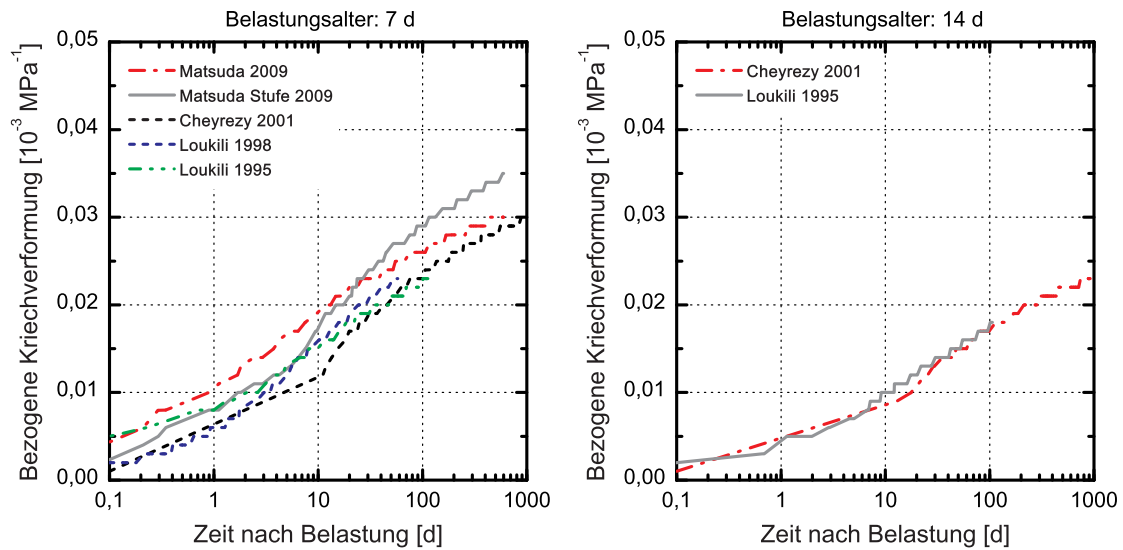 Belastungsalter: 7 d
Bezogene Kriechverformung [10⁻³ MPa⁻¹]
0,05
0,04
0,03
0,02
0,01
0,00
Matsuda 2009
Matsuda Stufe 2009
Cheyrezy 2001
Loukili 1998
Loukili 1995
0,1 1 10 100 1000
Zeit nach Belastung [d]
Belastungsalter: 14 d
Bezogene Kriechverformung [10⁻³ MPa⁻¹]
0,05
0,04
0,03
0,02
0,01
0,00
Cheyrezy 2001
Loukili 1995
0,1 1 10 100 1000
Zeit nach Belastung [d]